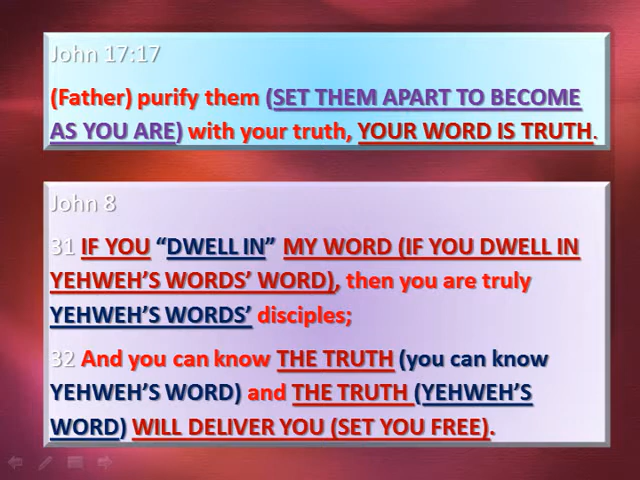 John 17:17
(Father) purify them (SET THEM APART TO BECOME
AS YOU ARE) with your truth, YOUR WORD IS TRUTH.
John 8
31 IF YOU “DWELL IN” MY WORD (IF YOU DWELL IN
YEHWEH’S WORDS’ WORD), then you are truly
YEHWEH’S WORDS’ disciples;
32 And you can know THE TRUTH (you can know
YEHWEH’S WORD) and THE TRUTH (YEHWEH’S
WORD) WILL DELIVER YOU (SET YOU FREE).